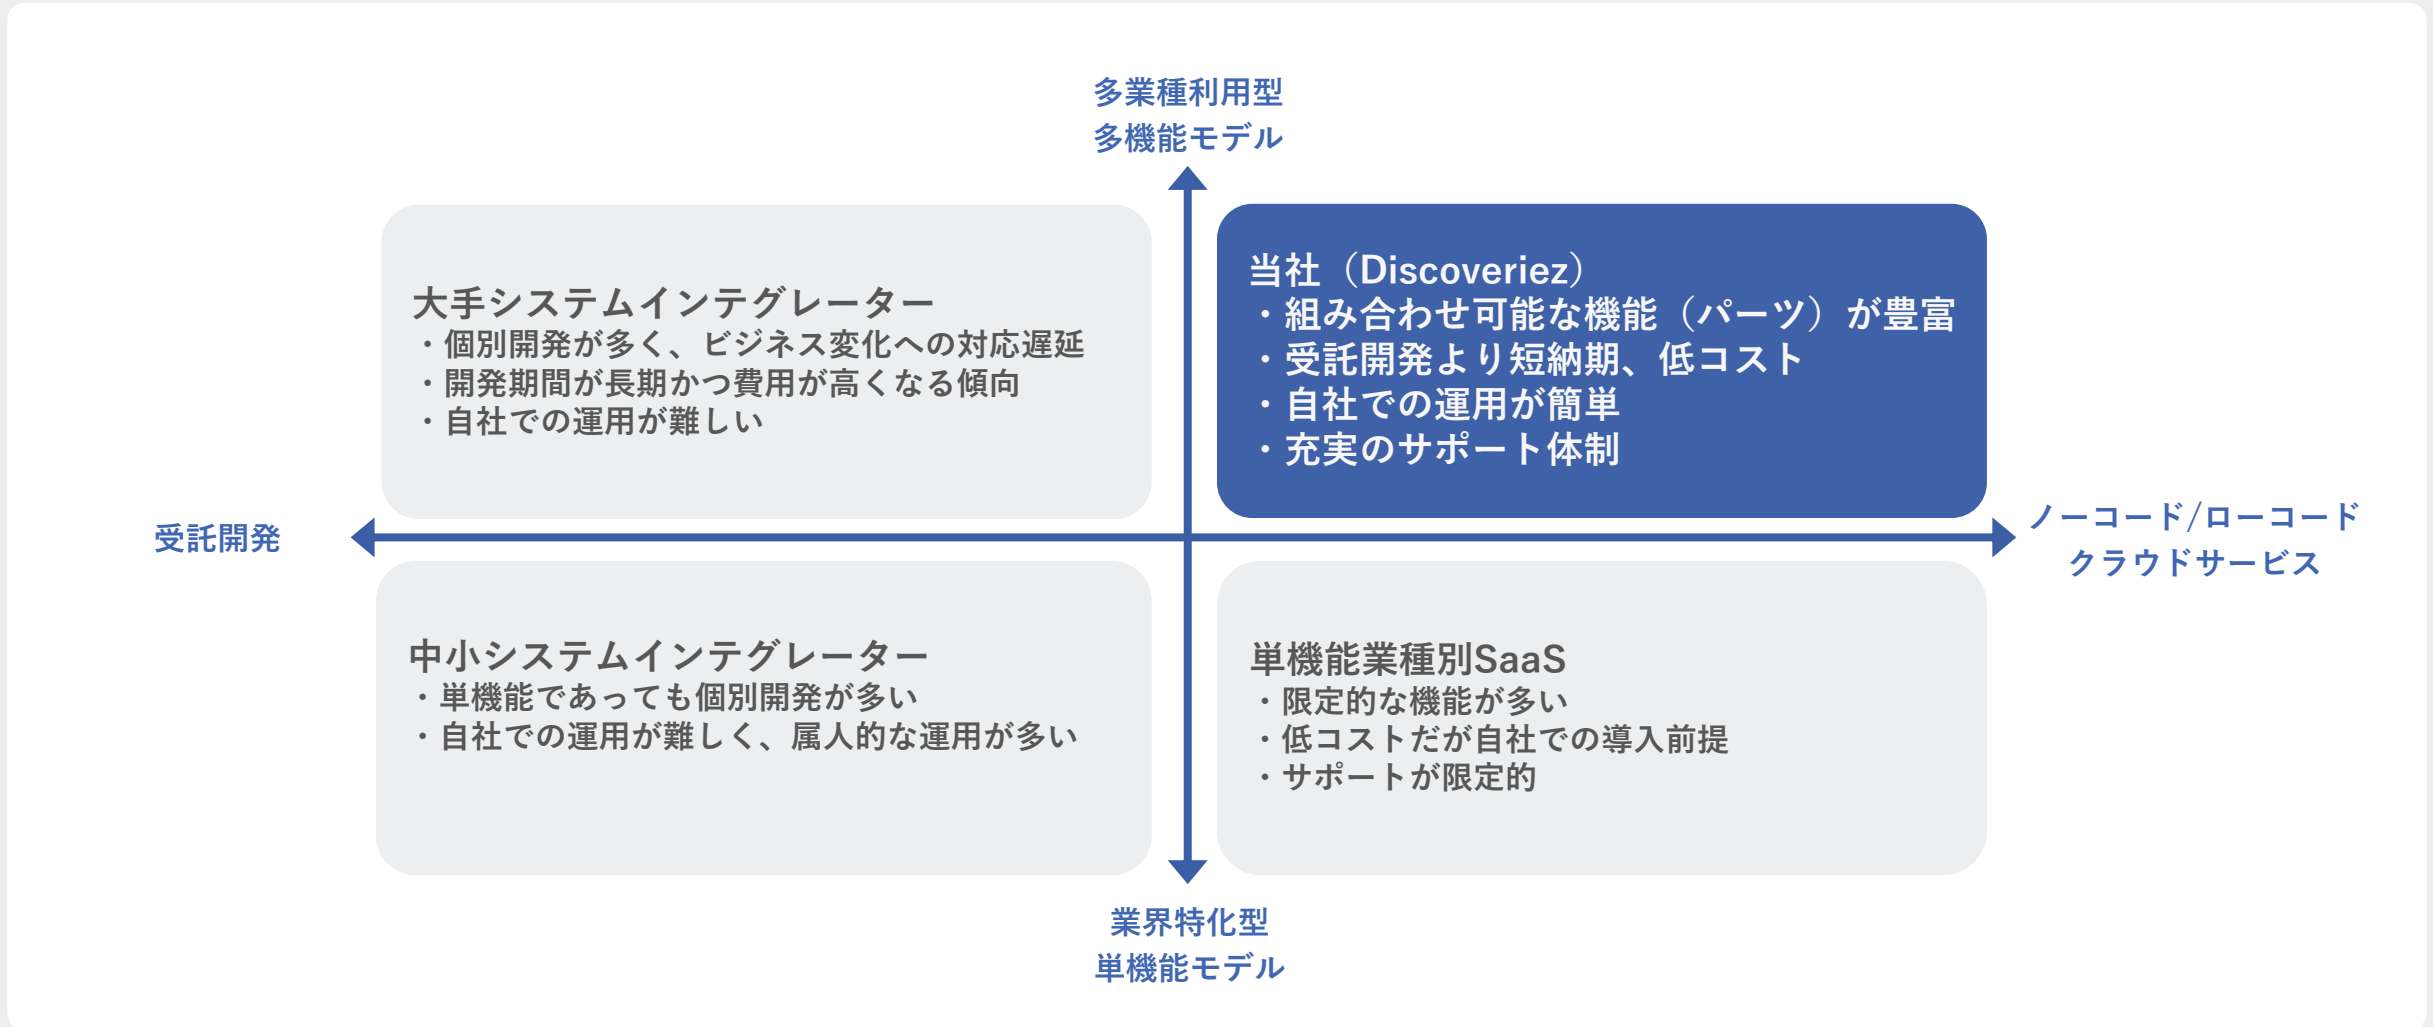 多業種利用型
多機能モデル
大手システムインテグレーター
・個別開発が多く、ビジネス変化への対応遅延
・開発期間が長期かつ費用が高くなる傾向
・自社での運用が難しい
当社（Discoveriez）
・組み合わせ可能な機能（パーツ）が豊富
・受託開発より短納期、低コスト
・自社での運用が簡単
・充実のサポート体制
受託開発
ノーコード/ローコード
クラウドサービス
中小システムインテグレーター
・単機能であっても個別開発が多い
・自社での運用が難しく、属人的な運用が多い
単機能業種別SaaS
・限定的な機能が多い
・低コストだが自社での導入前提
・サポートが限定的
業界特化型
単機能モデル